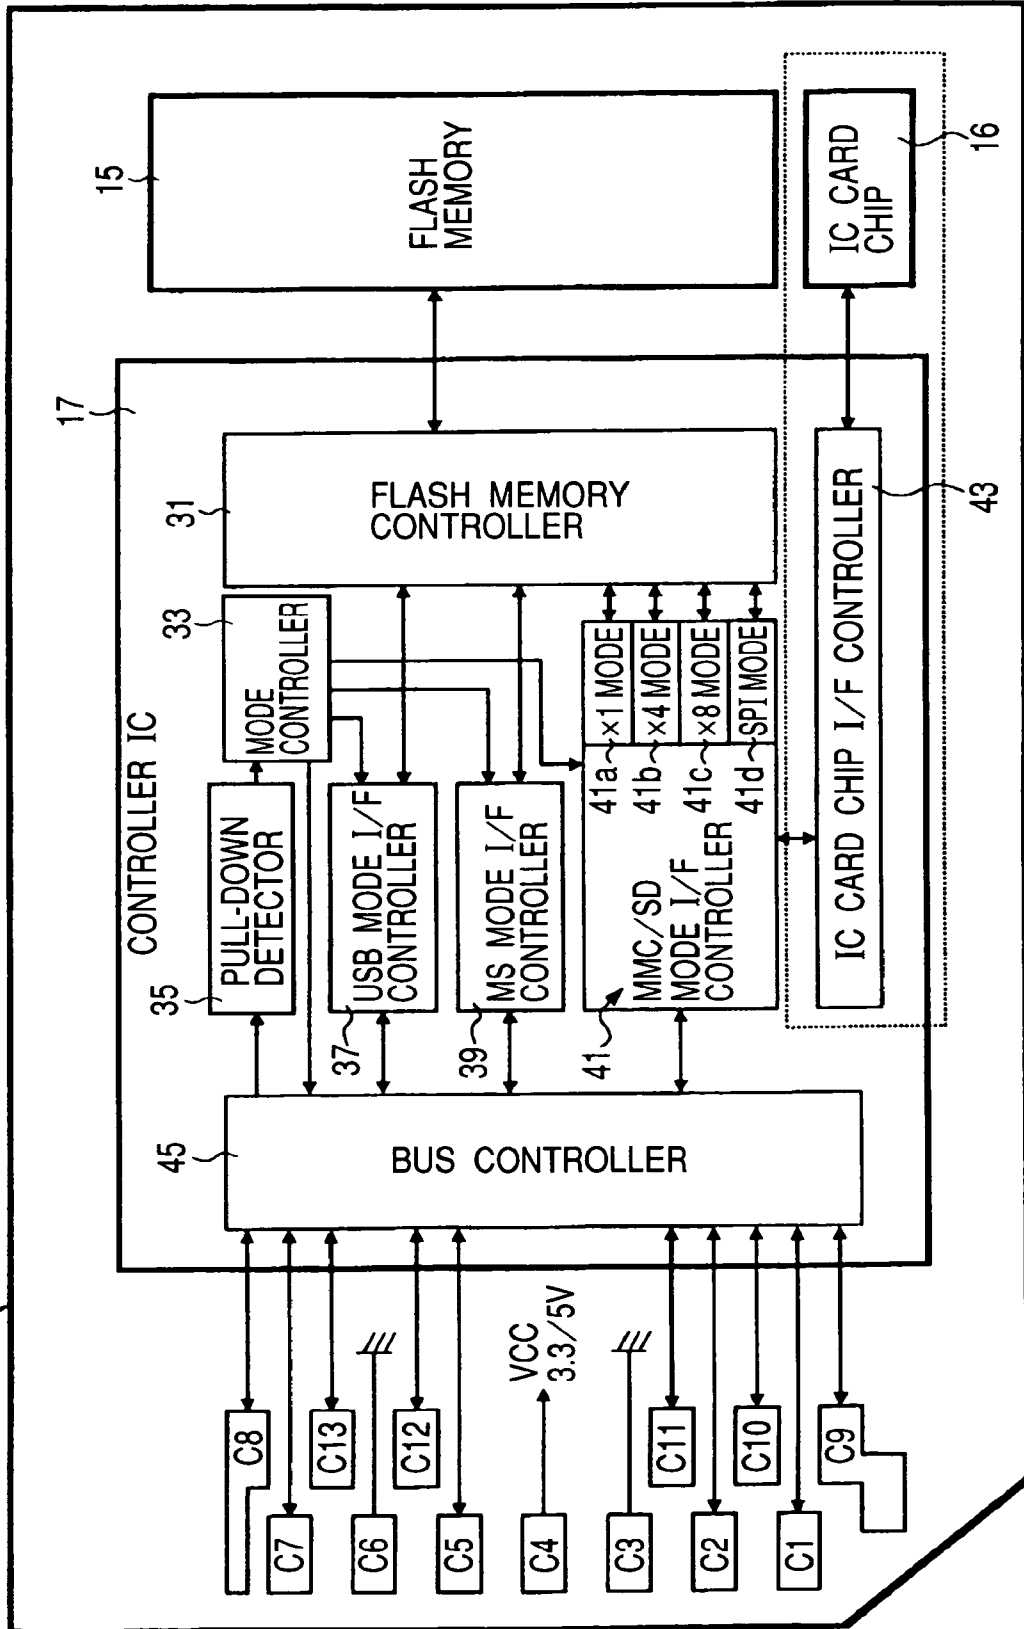 15
FLASH
MEMORY
IC CARD
CHIP
16
17
CONTROLLER IC
31
FLASH MEMORY
CONTROLLER
33
MODE
CONTROLLER
35
PULL-DOWN
DETECTOR
37
USB MODE I/F
CONTROLLER
39
MS MODE I/F
CONTROLLER
41
MMC/SD
MODE I/F
CONTROLLER
41a
×1 MODE
41b
×4 MODE
41c
×8 MODE
41d
SPI MODE
IC CARD CHIP I/F CONTROLLER
43
45
BUS CONTROLLER
C8
C7
C13
C6
C12
C5
VCC
3.3/5V
C4
C3
C11
C2
C10
C1
C9